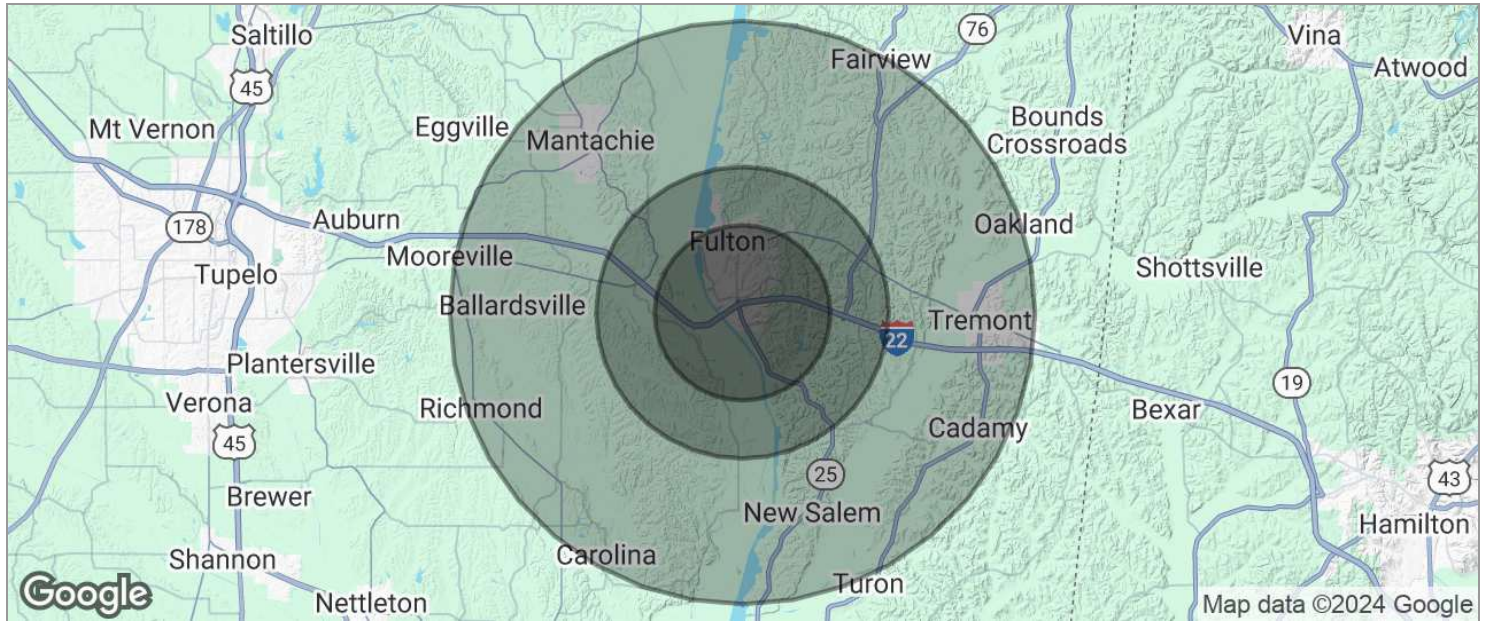 Saltillo
76
Vina
Fairview
Atwood
45
Mt Vernon
Eggville
Mantachie
Bounds
Crossroads
178
Auburn
Fulton
Oakland
Mooreville
Tupelo
Shottsville
Ballardsville
Tremont
22
Plantersville
19
Verona
Richmond
Bexar
45
Cadamy
25
43
Brewer
New Salem
Hamilton
Shannon
Carolina
Turon
Nettleton
Google
Map data ©2024 Google